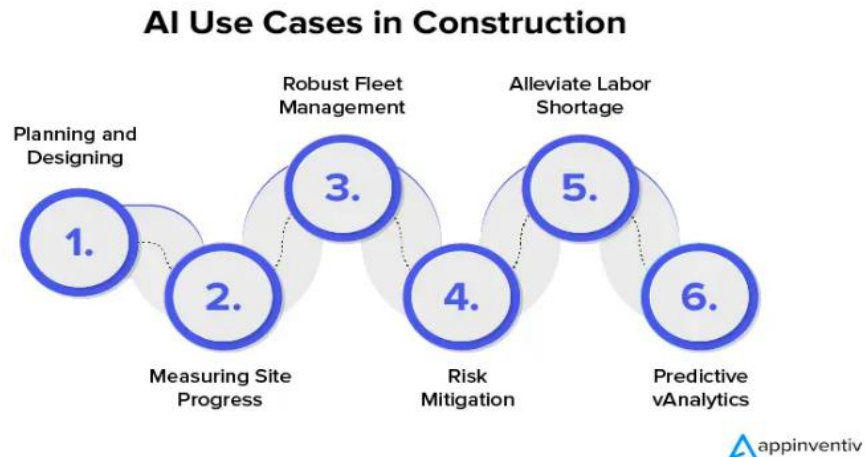 AI Use Cases in Construction
Planning and
Designing
1.
2.
Measuring Site
Progress
Robust Fleet
Management
3.
4.
Risk
Mitigation
Alleviate Labor
Shortage
5.
6.
Predictive
vAnalytics
appinventiv